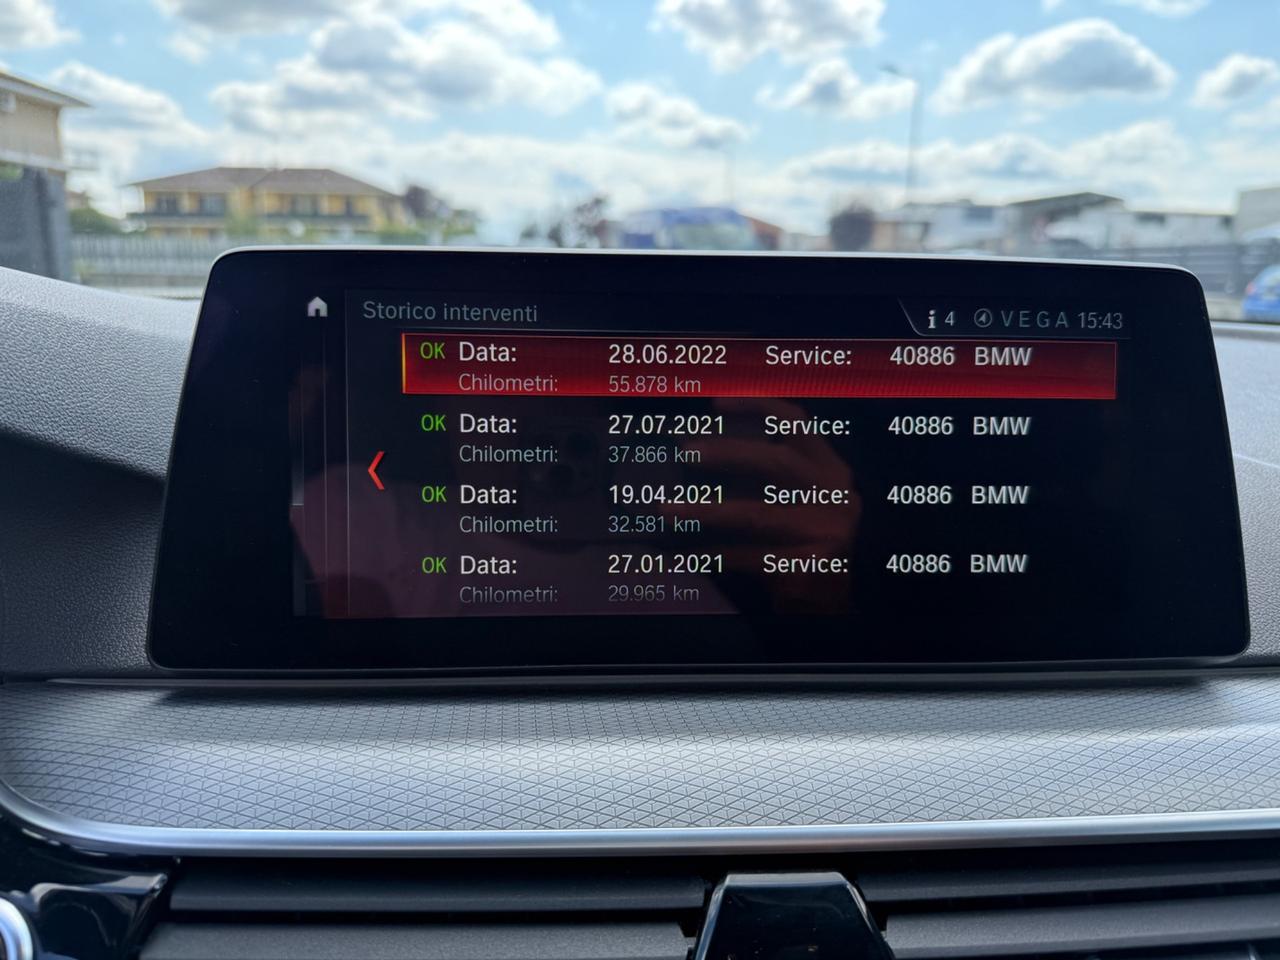 Storico interventi
i 4 VEGA 15:43
OK Data: 28.06.2022 Service: 40886 BMW
Chilometri: 55.878 km
OK Data: 27.07.2021 Service: 40886 BMW
Chilometri: 37.866 km
OK Data: 19.04.2021 Service: 40886 BMW
Chilometri: 32.581 km
OK Data: 27.01.2021 Service: 40886 BMW
Chilometri: 29.965 km